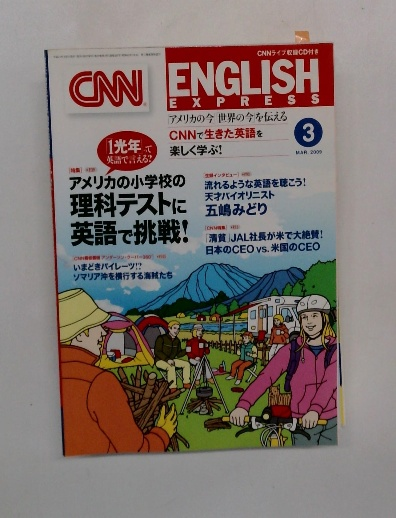 CNNライブ収録CD付き
CNN
ENGLISH
EXPRESS
アメリカの今 世界の今を伝える
CNNで生きた英語を
楽しく学ぶ!
3
MAR. 2009
「1光年」って
英語で言える?
[特集]
アメリカの小学校の
理科テストに
英語で挑戦!
流れるような英語を聴こう!
天才バイオリニスト
五嶋みどり
「清貧」JAL社長が米で大絶賛!
日本のCEO vs. 米国のCEO
いまどきパイレーツ!?
ソマリア沖を横行する海賊たち